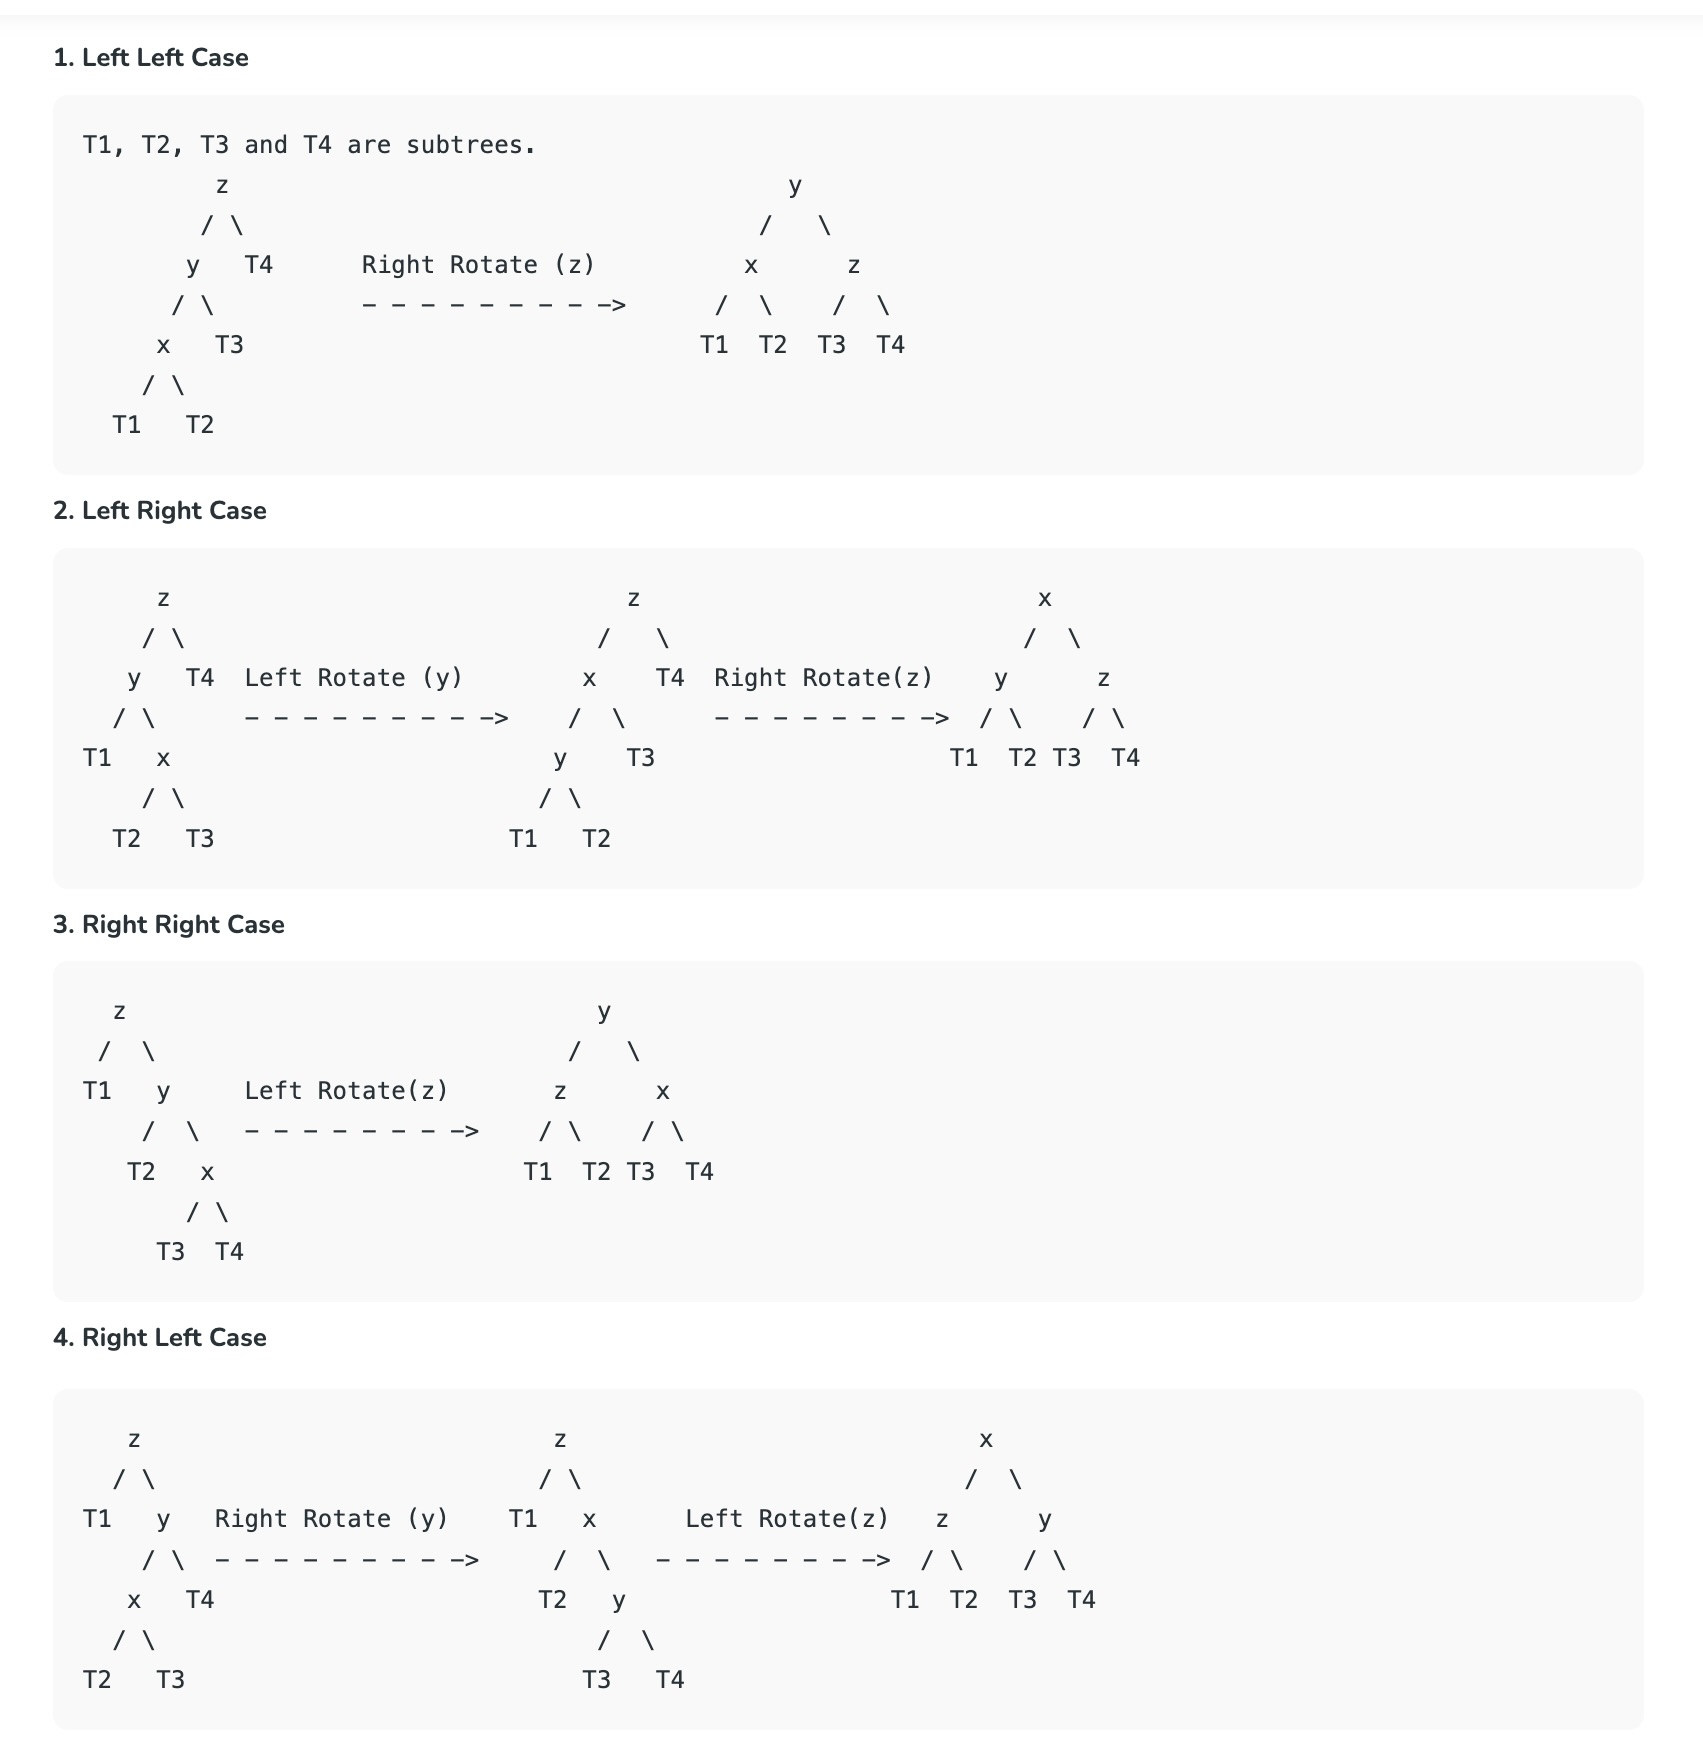 1. Left Left Case
T1, T2, T3 and T4 are subtrees.
         z                                      y
        / \                                   /   \
       y   T4      Right Rotate (z)          x      z
      / \          - - - - - - - - ->      /  \    /  \
     x   T3                               T1  T2  T3  T4
    / \
  T1   T2
2. Left Right Case
     z                               z                           x
    / \                            /   \                        /  \
   y   T4  Left Rotate (y)        x    T4  Right Rotate(z)    y      z
  / \      - - - - - - - - ->    /  \      - - - - - - - ->  / \    / \
T1   x                          y    T3                    T1  T2 T3  T4
    / \                        / \
  T2   T3                    T1   T2
3. Right Right Case
  z                                y
 /  \                            /   \
T1   y     Left Rotate(z)       z      x
    /  \   - - - - - - - ->    / \    / \
   T2   x                     T1  T2 T3  T4
       / \
     T3  T4
4. Right Left Case
   z                            z                            x
  / \                          / \                          /  \
T1   y   Right Rotate (y)    T1   x      Left Rotate(z)   z      y
    / \  - - - - - - - - ->     /  \   - - - - - - - ->  / \    / \
   x   T4                      T2   y                  T1  T2  T3  T4
  / \                              /  \
T2   T3                           T3   T4